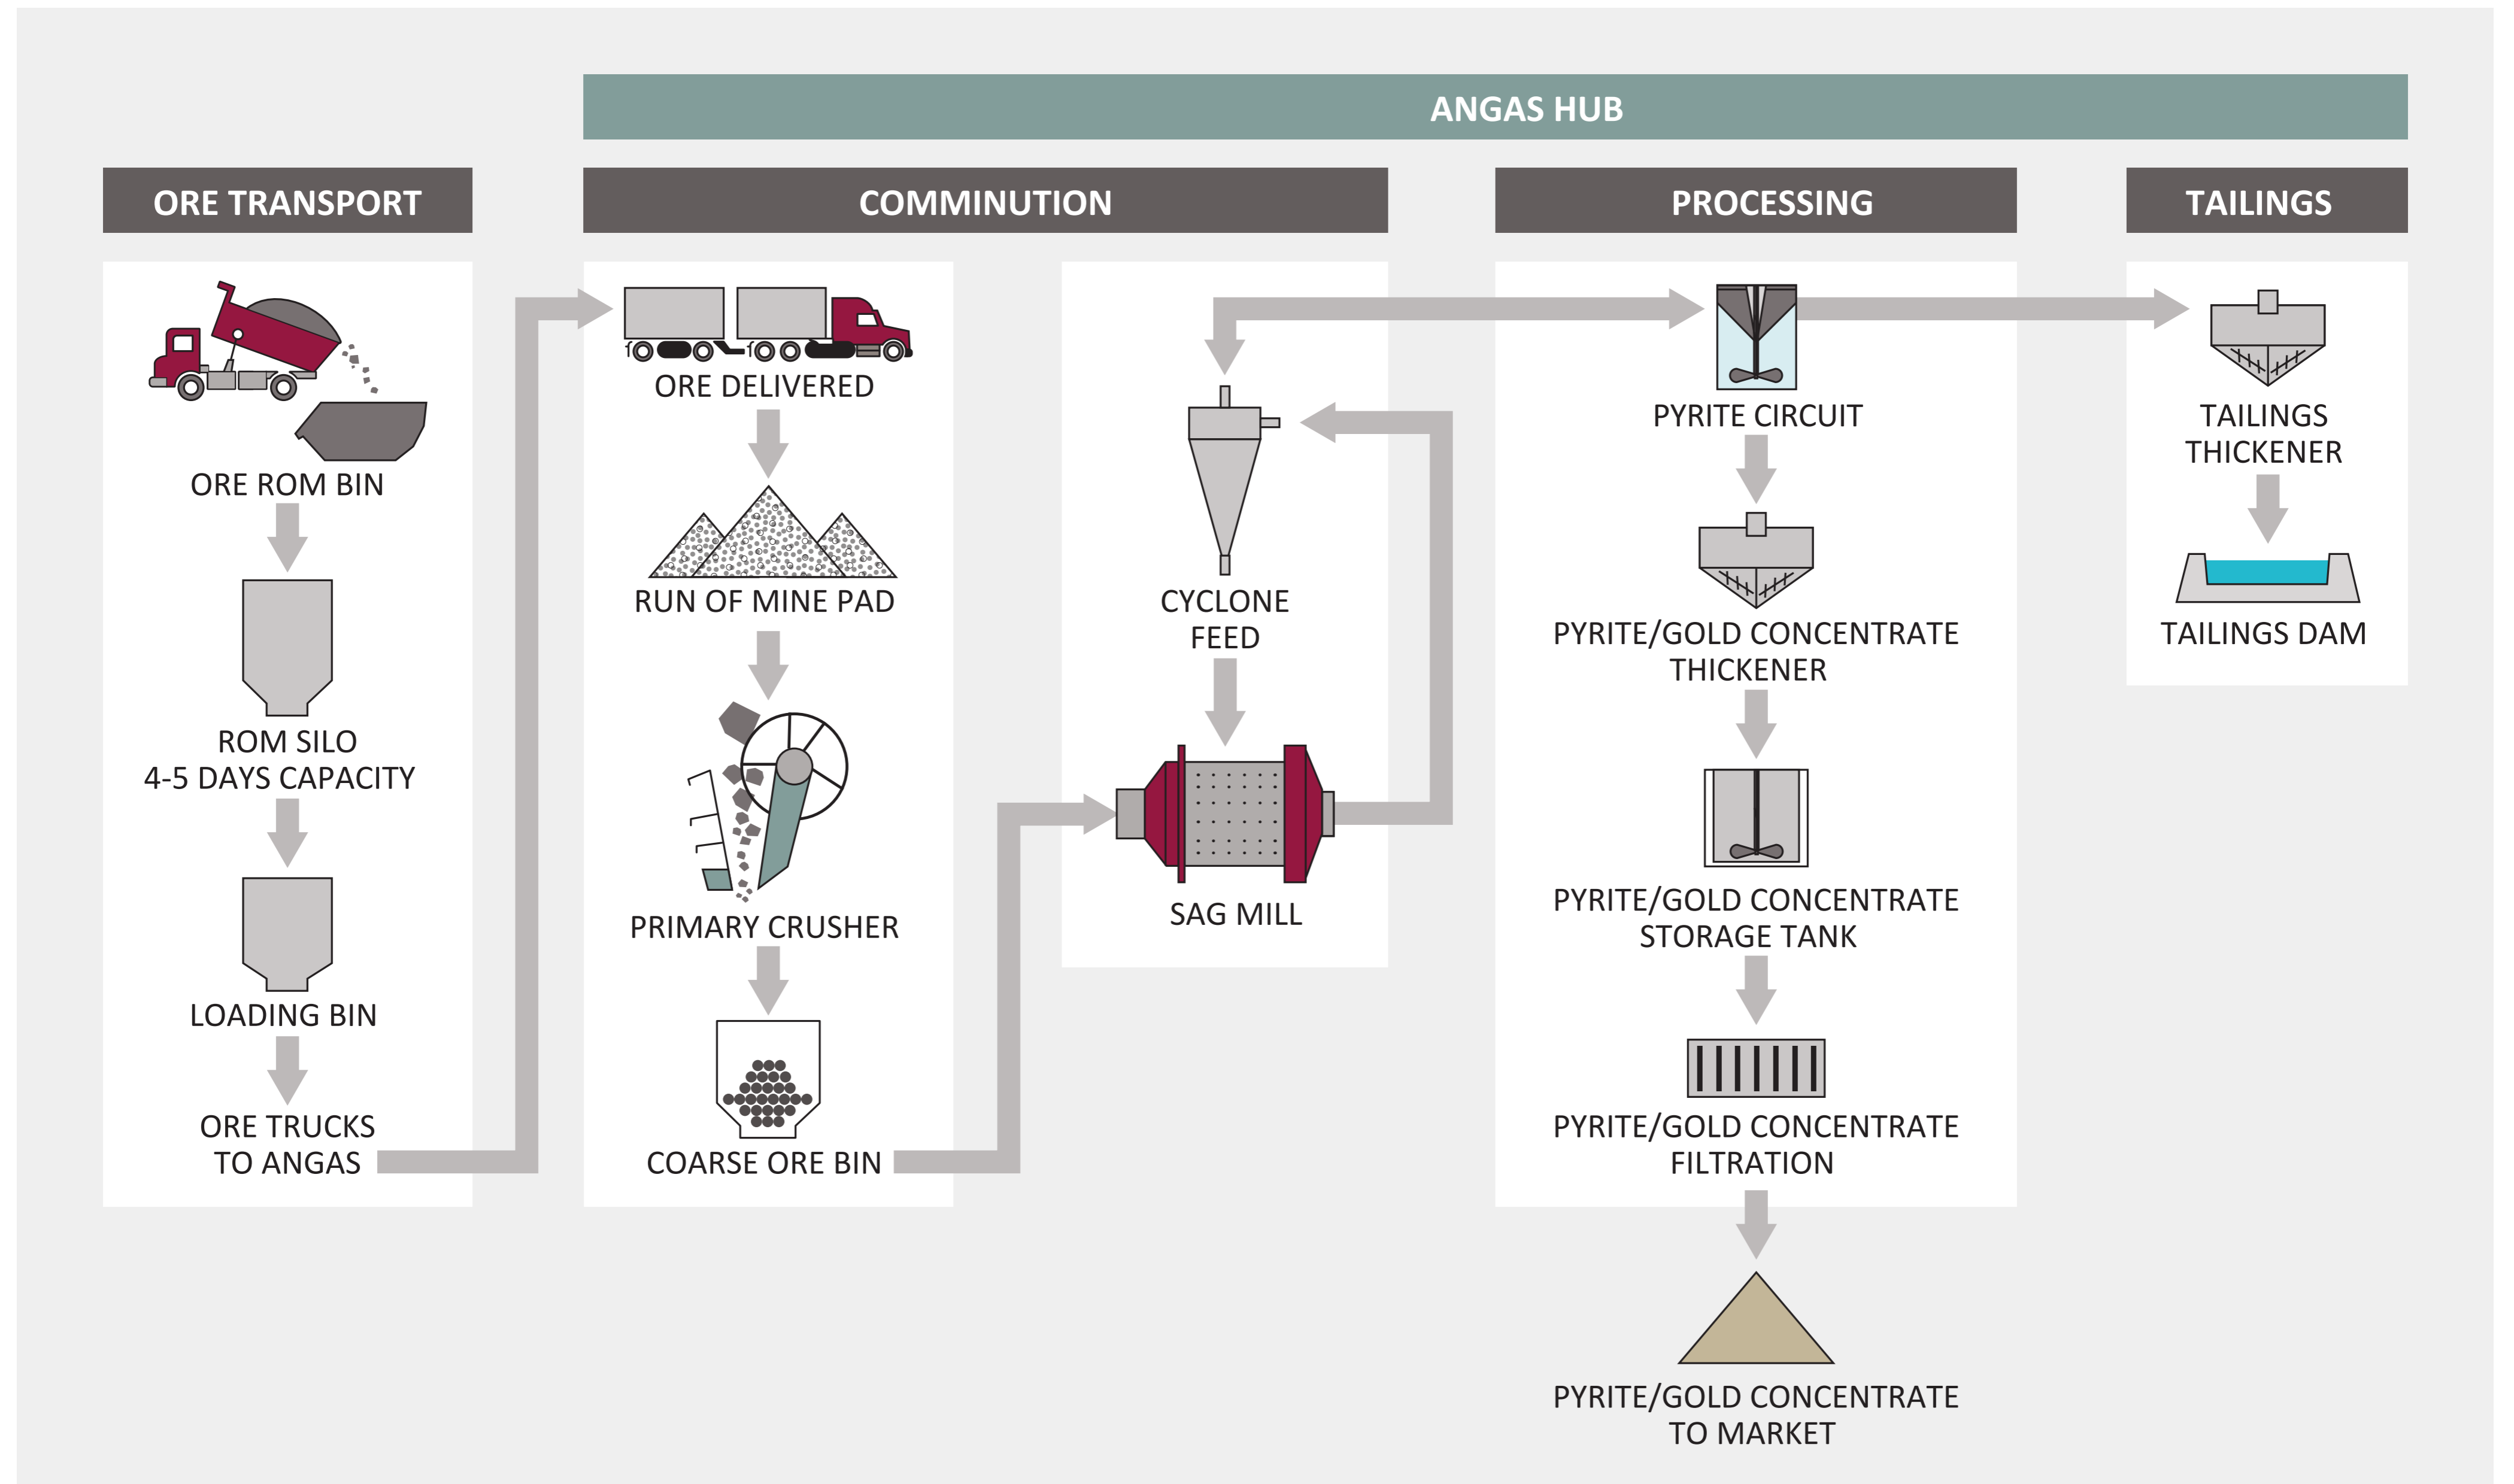 ANGAS HUB
ORE TRANSPORT
COMMINUTION
PROCESSING
TAILINGS
ORE ROM BIN
ROM SILO
4-5 DAYS CAPACITY
LOADING BIN
ORE TRUCKS
TO ANGAS
ORE DELIVERED
RUN OF MINE PAD
PRIMARY CRUSHER
COARSE ORE BIN
CYCLONE
FEED
SAG MILL
PYRITE CIRCUIT
PYRITE/GOLD CONCENTRATE
THICKENER
PYRITE/GOLD CONCENTRATE
STORAGE TANK
PYRITE/GOLD CONCENTRATE
FILTRATION
PYRITE/GOLD CONCENTRATE
TO MARKET
TAILINGS
THICKENER
TAILINGS DAM